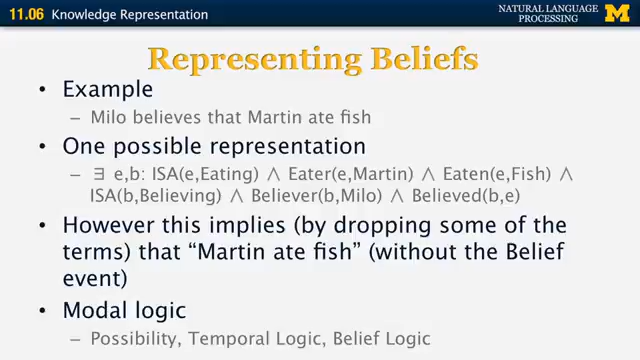 11.06 Knowledge Representation
NATURAL LANGUAGE
PROCESSING
M
Representing Beliefs
• Example
– Milo believes that Martin ate fish
• One possible representation
– ∃ e,b: ISA(e,Eating) ∧ Eater(e,Martin) ∧ Eaten(e,Fish) ∧
ISA(b,Believing) ∧ Believer(b,Milo) ∧ Believed(b,e)
• However this implies (by dropping some of the
terms) that “Martin ate fish” (without the Belief
event)
• Modal logic
– Possibility, Temporal Logic, Belief Logic